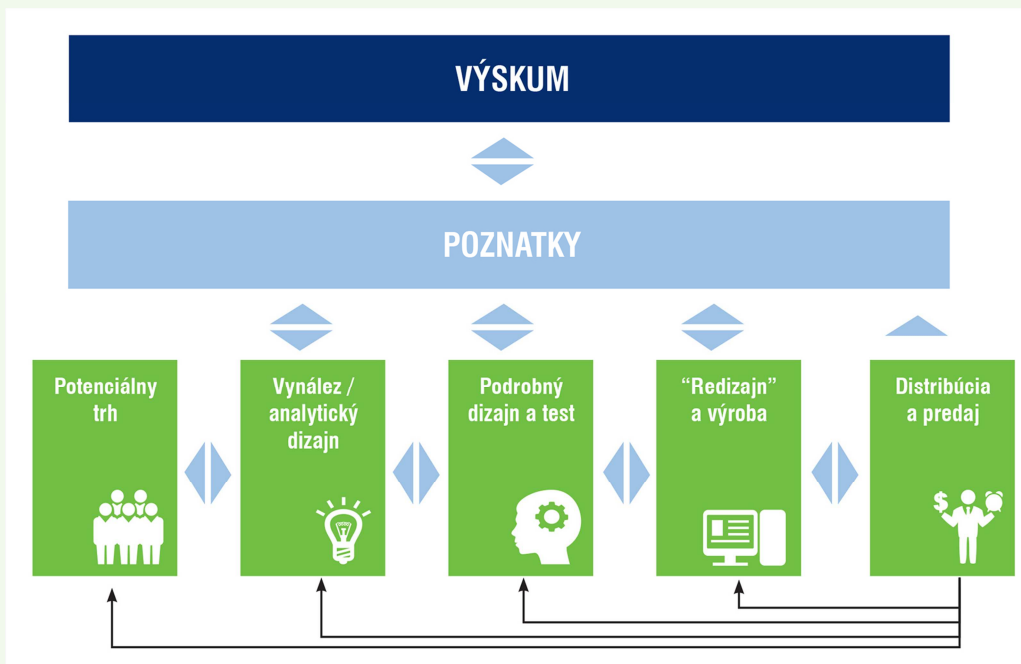 VÝSKUM
POZNATKY
Potenciálny
trh
Vynález /
analytický
dizajn
Podrobný
dizajn a test
“Redizajn”
a výroba
Distribúcia
a predaj
$